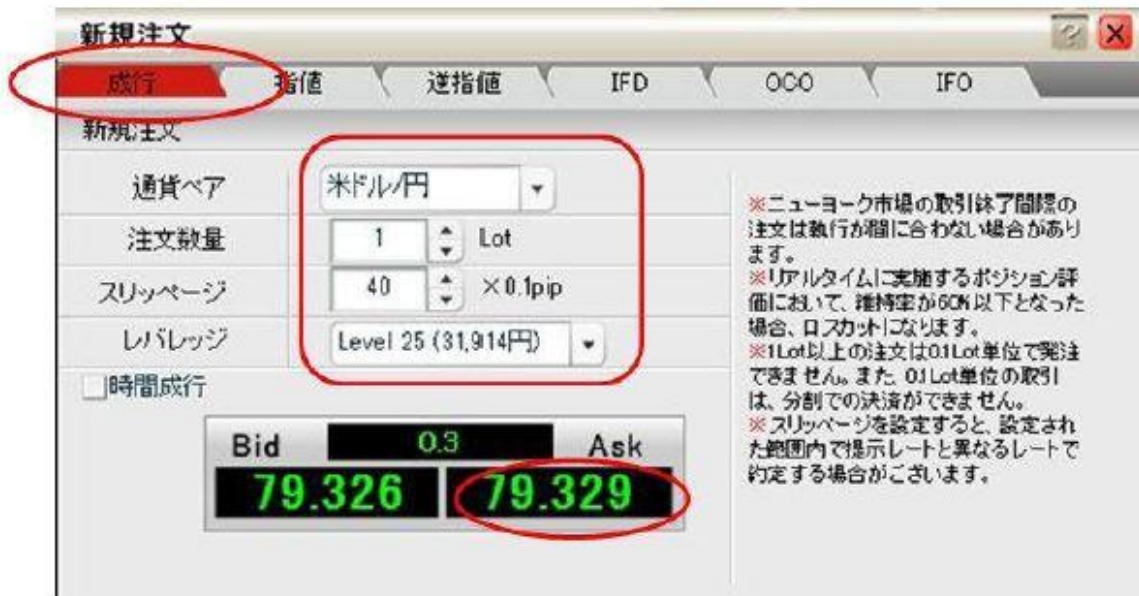 新規注文
成行 指値 逆指値 IFD OCO IFO
新規注文
通貨ペア 米ドル/円
注文数量 1 Lot
スリッページ 40 ×0.1pip
レバレッジ Level 25 (31,914円)
時間成行
Bid 0.3 Ask
79.326 79.329
※ニューヨーク市場の取引終了間際の
注文は執行が間に合わない場合があり
ます。
※リアルタイムに実施するポジション評
価において、維持率が60%以下となった
場合、ロスカットになります。
※1Lot以上の注文は0.1Lot単位で発注
できません。また、0.1Lot単位の取引
は、分割での決済ができません。
※スリッページを設定すると、設定され
た範囲内で提示レートと異なるレートで
約定する場合がございます。